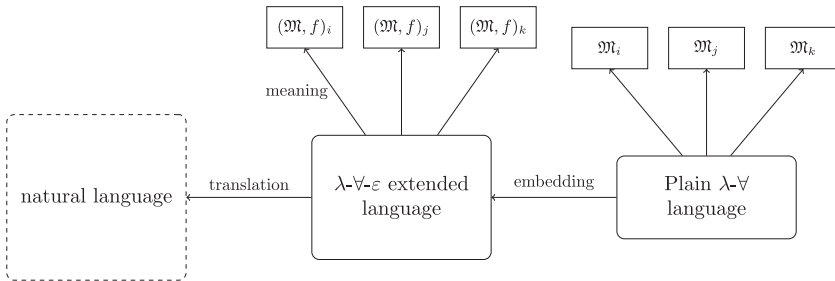 (𝔐, f)ᵢ
(𝔐, f)ⱼ
(𝔐, f)ₖ
𝔐ᵢ
𝔐ⱼ
𝔐ₖ
meaning
natural language
translation
λ-∀-ε extended
language
embedding
Plain λ-∀
language